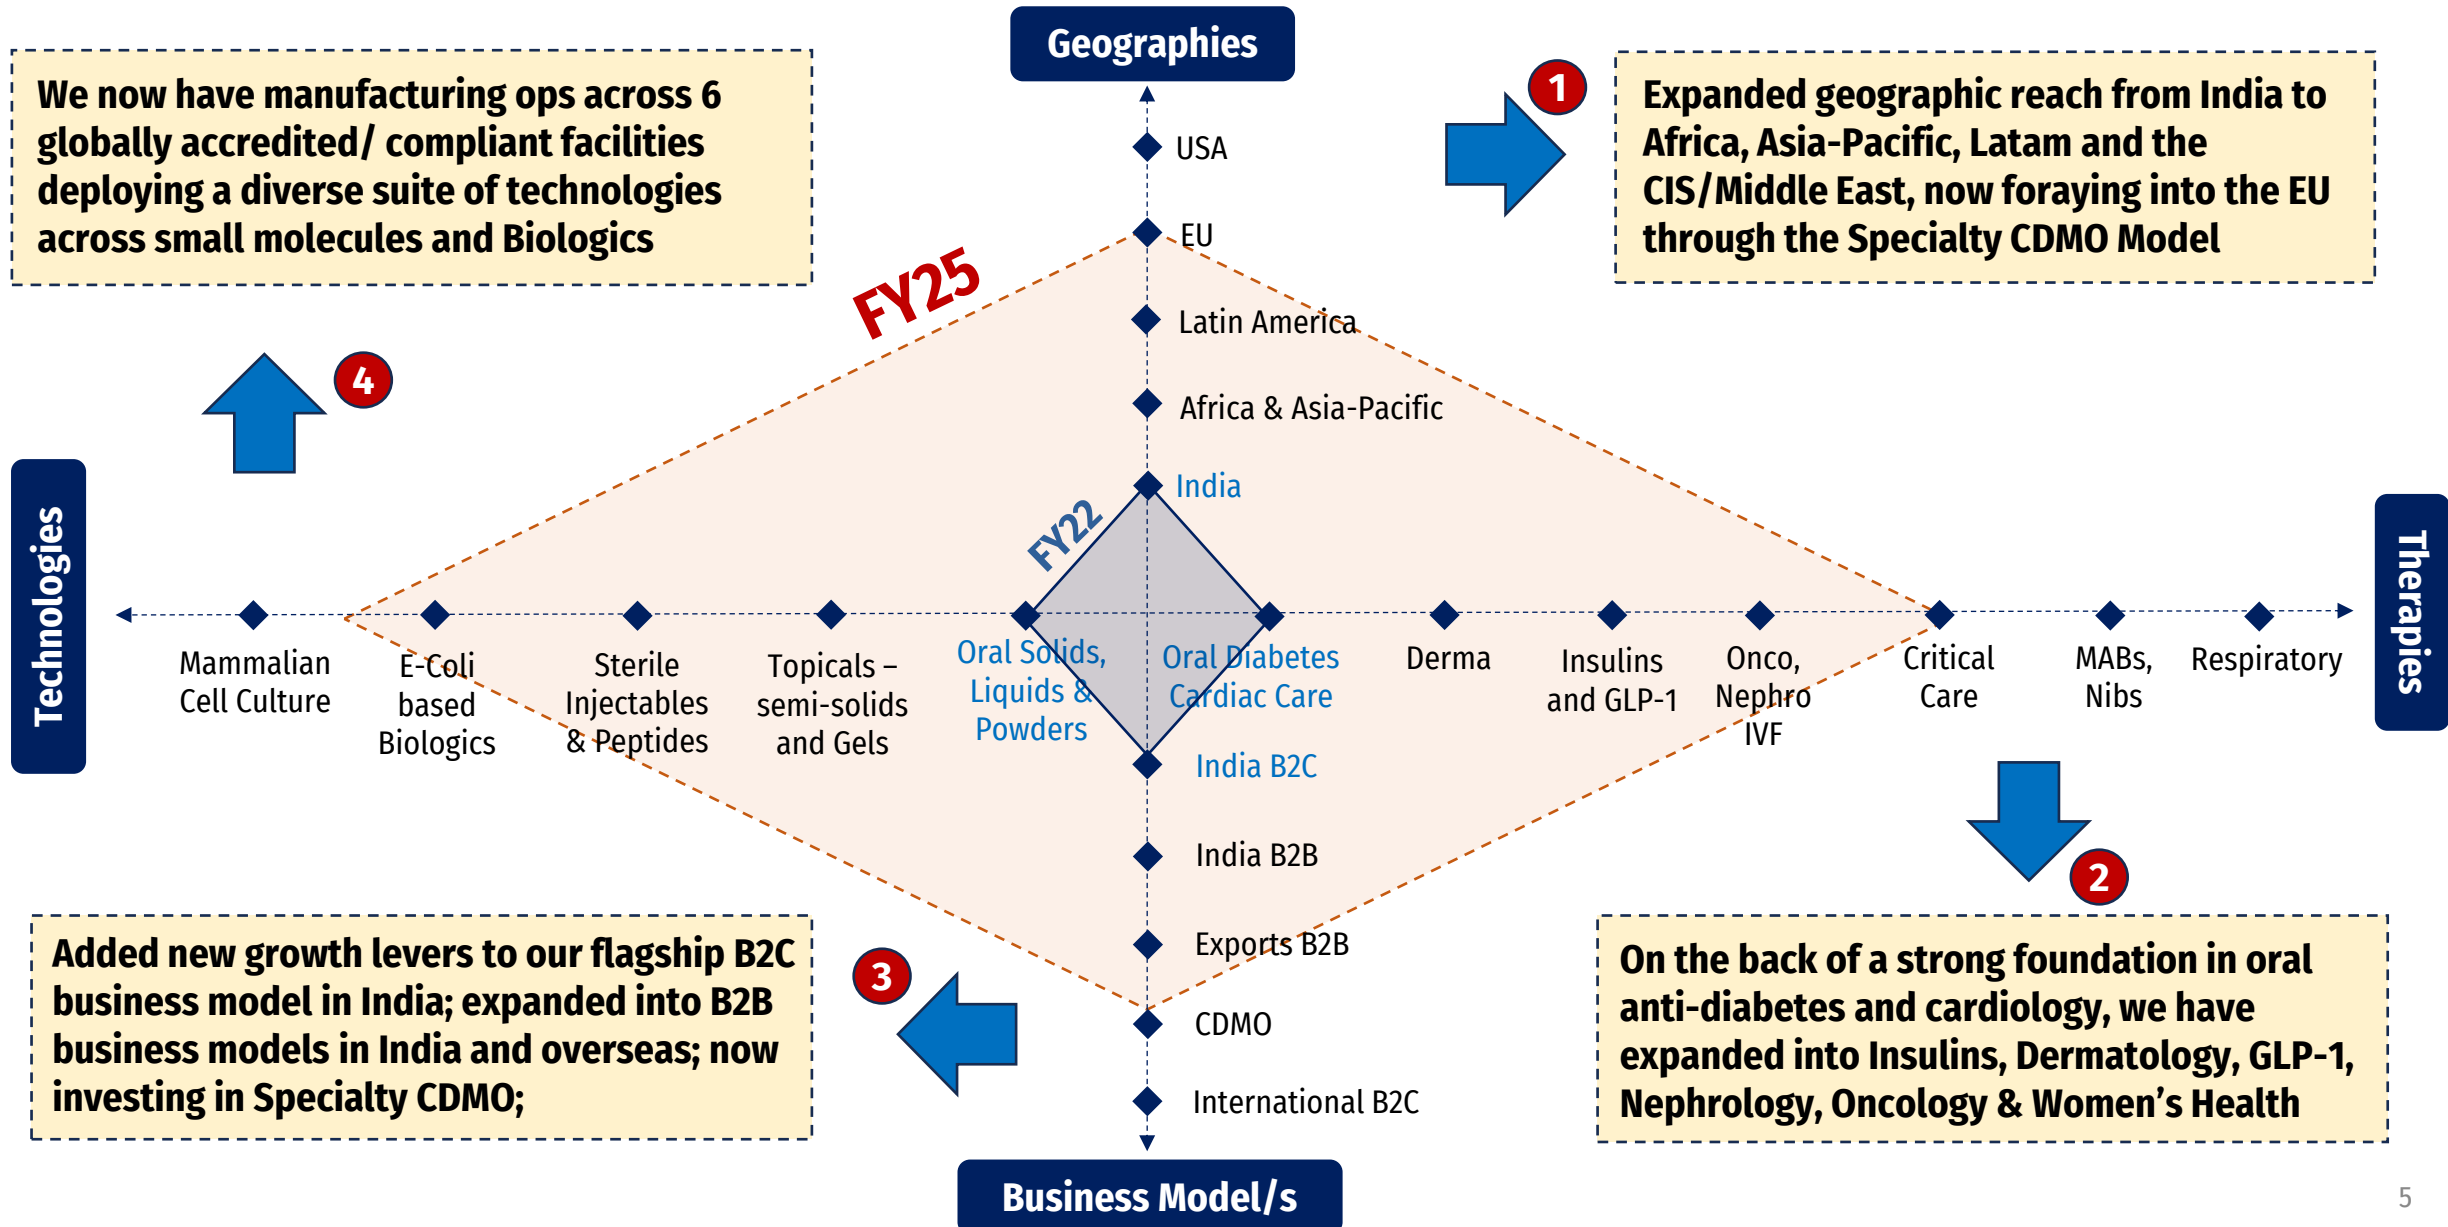 Geographies
We now have manufacturing ops across 6
globally accredited/ compliant facilities
deploying a diverse suite of technologies
across small molecules and Biologics
1
Expanded geographic reach from India to
Africa, Asia-Pacific, Latam and the
CIS/Middle East, now foraying into the EU
through the Specialty CDMO Model
USA
EU
FY25
Latin America
4
Africa & Asia-Pacific
India
FY22
Technologies
Therapies
Mammalian
Cell Culture
E-Coli
based
Biologics
Sterile
Injectables
& Peptides
Topicals –
semi-solids
and Gels
Oral Solids,
Liquids &
Powders
Oral Diabetes
Cardiac Care
Derma
Insulins
and GLP-1
Onco,
Nephro
IVF
Critical
Care
MABs,
Nibs
Respiratory
India B2C
India B2B
Exports B2B
CDMO
International B2C
2
3
Added new growth levers to our flagship B2C
business model in India; expanded into B2B
business models in India and overseas; now
investing in Specialty CDMO;
On the back of a strong foundation in oral
anti-diabetes and cardiology, we have
expanded into Insulins, Dermatology, GLP-1,
Nephrology, Oncology & Women’s Health
Business Model/s
5